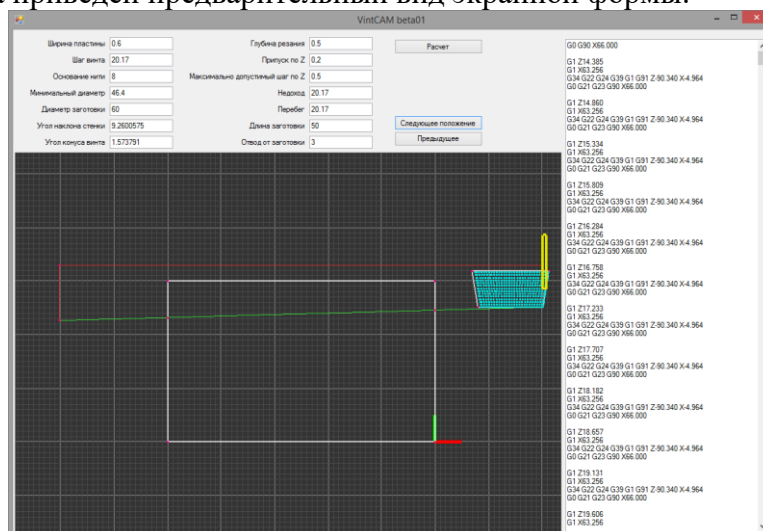 приведен предварительный вид экранной формы.
VintCAM beta01
Ширина пластины 0.6
Шаг винта 20.17
Основание нити 8
Минимальный диаметр 46.4
Диаметр заготовки 60
Угол наклона стенки 9.2600575
Угол конуса винта 1.573791
Глубина резания 0.5
Припуск по Z 0.2
Максимально допустимый шаг по Z 0.5
Недоход 20.17
Перебег 20.17
Длина заготовки 50
Отвод от заготовки 3
Расчет
Следующее положение
Предыдущее
G0 G90 X66.000
G1 Z14.385
G1 X63.256
G34 G22 G24 G39 G1 G91 Z-90.340 X-4.964
G0 G21 G23 G90 X66.000
G1 Z14.860
G1 X63.256
G34 G22 G24 G39 G1 G91 Z-90.340 X-4.964
G0 G21 G23 G90 X66.000
G1 Z15.334
G1 X63.256
G34 G22 G24 G39 G1 G91 Z-90.340 X-4.964
G0 G21 G23 G90 X66.000
G1 Z15.809
G1 X63.256
G34 G22 G24 G39 G1 G91 Z-90.340 X-4.964
G0 G21 G23 G90 X66.000
G1 Z16.284
G1 X63.256
G34 G22 G24 G39 G1 G91 Z-90.340 X-4.964
G0 G21 G23 G90 X66.000
G1 Z16.758
G1 X63.256
G34 G22 G24 G39 G1 G91 Z-90.340 X-4.964
G0 G21 G23 G90 X66.000
G1 Z17.233
G1 X63.256
G34 G22 G24 G39 G1 G91 Z-90.340 X-4.964
G0 G21 G23 G90 X66.000
G1 Z17.707
G1 X63.256
G34 G22 G24 G39 G1 G91 Z-90.340 X-4.964
G0 G21 G23 G90 X66.000
G1 Z18.182
G1 X63.256
G34 G22 G24 G39 G1 G91 Z-90.340 X-4.964
G0 G21 G23 G90 X66.000
G1 Z18.657
G1 X63.256
G34 G22 G24 G39 G1 G91 Z-90.340 X-4.964
G0 G21 G23 G90 X66.000
G1 Z19.131
G1 X63.256
G34 G22 G24 G39 G1 G91 Z-90.340 X-4.964
G0 G21 G23 G90 X66.000
G1 Z19.606
G1 X63.256